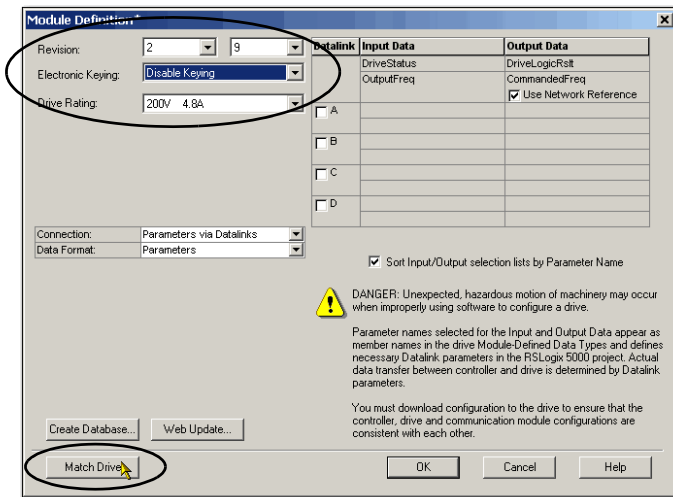 Module Definition*
Revision: 2 9
Electronic Keying: Disable Keying
Drive Rating: 200V 4.8A
Connection: Parameters via Datalinks
Data Format: Parameters
Create Database... Web Update...
Match Drive
Datalink Input Data Output Data
DriveStatus DriveLogicRslt
OutputFreq CommandedFreq
Use Network Reference
A
B
C
D
Sort Input/Output selection lists by Parameter Name
DANGER: Unexpected, hazardous motion of machinery may occur
when improperly using software to configure a drive.
Parameter names selected for the Input and Output Data appear as
member names in the drive Module-Defined Data Types and defines
necessary Datalink parameters in the RSLogix 5000 project. Actual
data transfer between controller and drive is determined by Datalink
parameters.
You must download configuration to the drive to ensure that the
controller, drive and communication module configurations are
consistent with each other.
OK Cancel Help